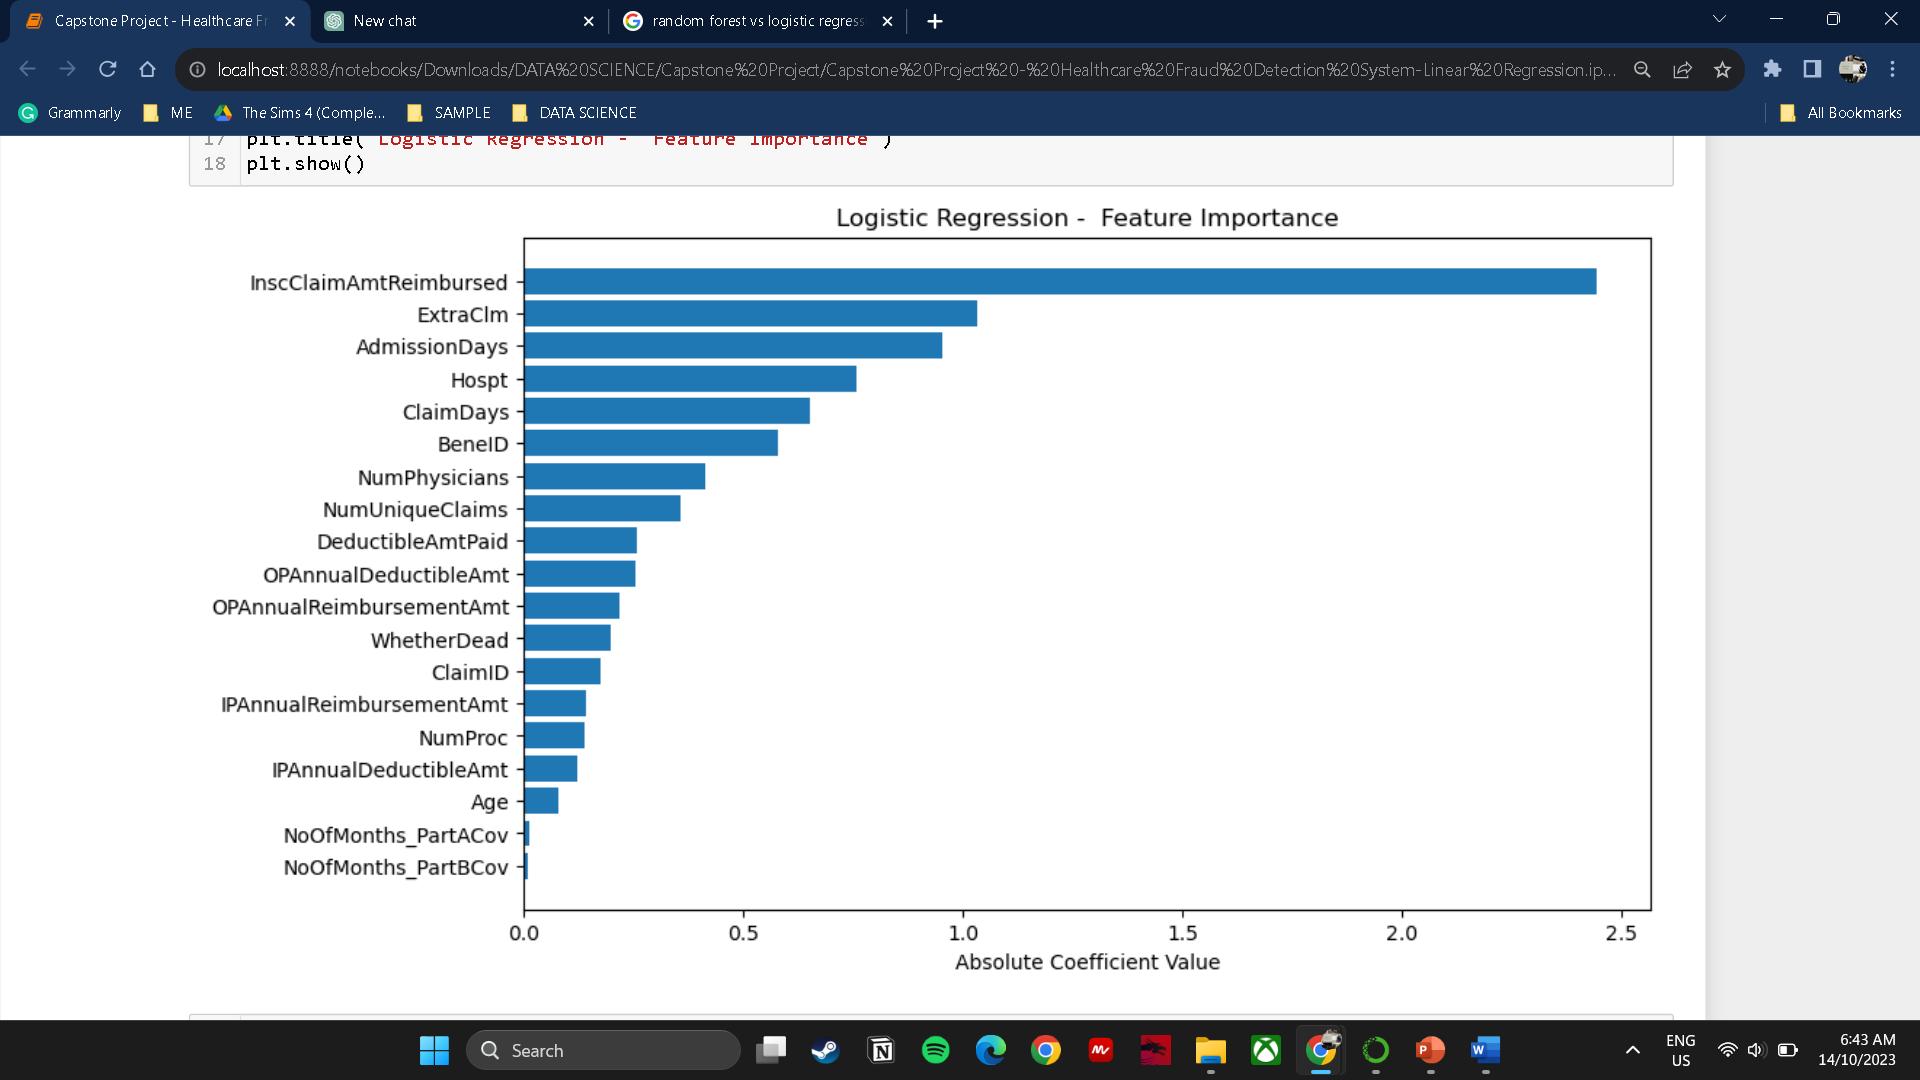 Capstone Project - Healthcare Fr
New chat
random forest vs logistic regress
localhost:8888/notebooks/Downloads/DATA%20SCIENCE/Capstone%20Project/Capstone%20Project%20-%20Healthcare%20Fraud%20Detection%20System-Linear%20Regression.ip...
Grammarly
ME
The Sims 4 (Comple...
SAMPLE
DATA SCIENCE
All Bookmarks
17 plt.title('Logistic Regression -  Feature Importance')
18 plt.show()
Logistic Regression -  Feature Importance
InscClaimAmtReimbursed
ExtraClm
AdmissionDays
Hospt
ClaimDays
BeneID
NumPhysicians
NumUniqueClaims
DeductibleAmtPaid
OPAnnualDeductibleAmt
OPAnnualReimbursementAmt
WhetherDead
ClaimID
IPAnnualReimbursementAmt
NumProc
IPAnnualDeductibleAmt
Age
NoOfMonths_PartACov
NoOfMonths_PartBCov
0.0 0.5 1.0 1.5 2.0 2.5
Absolute Coefficient Value
Search
ENG
US
6:43 AM
14/10/2023